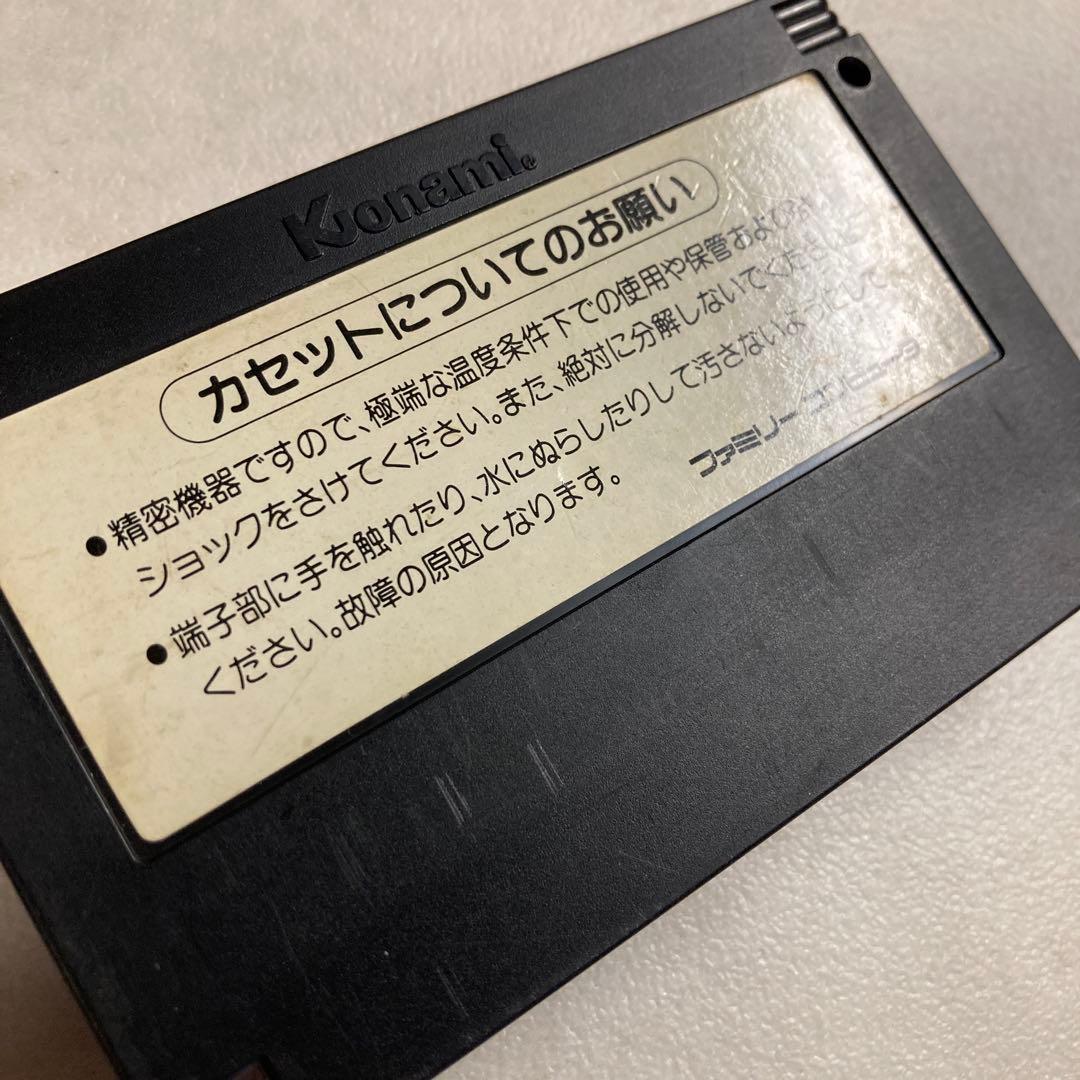 Konami®
カセットについてのお願い
●精密機器ですので、極端な温度条件下での使用や保管および強い
ショックをさけてください。また、絶対に分解しないでください。
●端子部に手を触れたり、水にぬらしたりして汚さないようにして
ください。故障の原因となります。
ファミリーコンピュータ